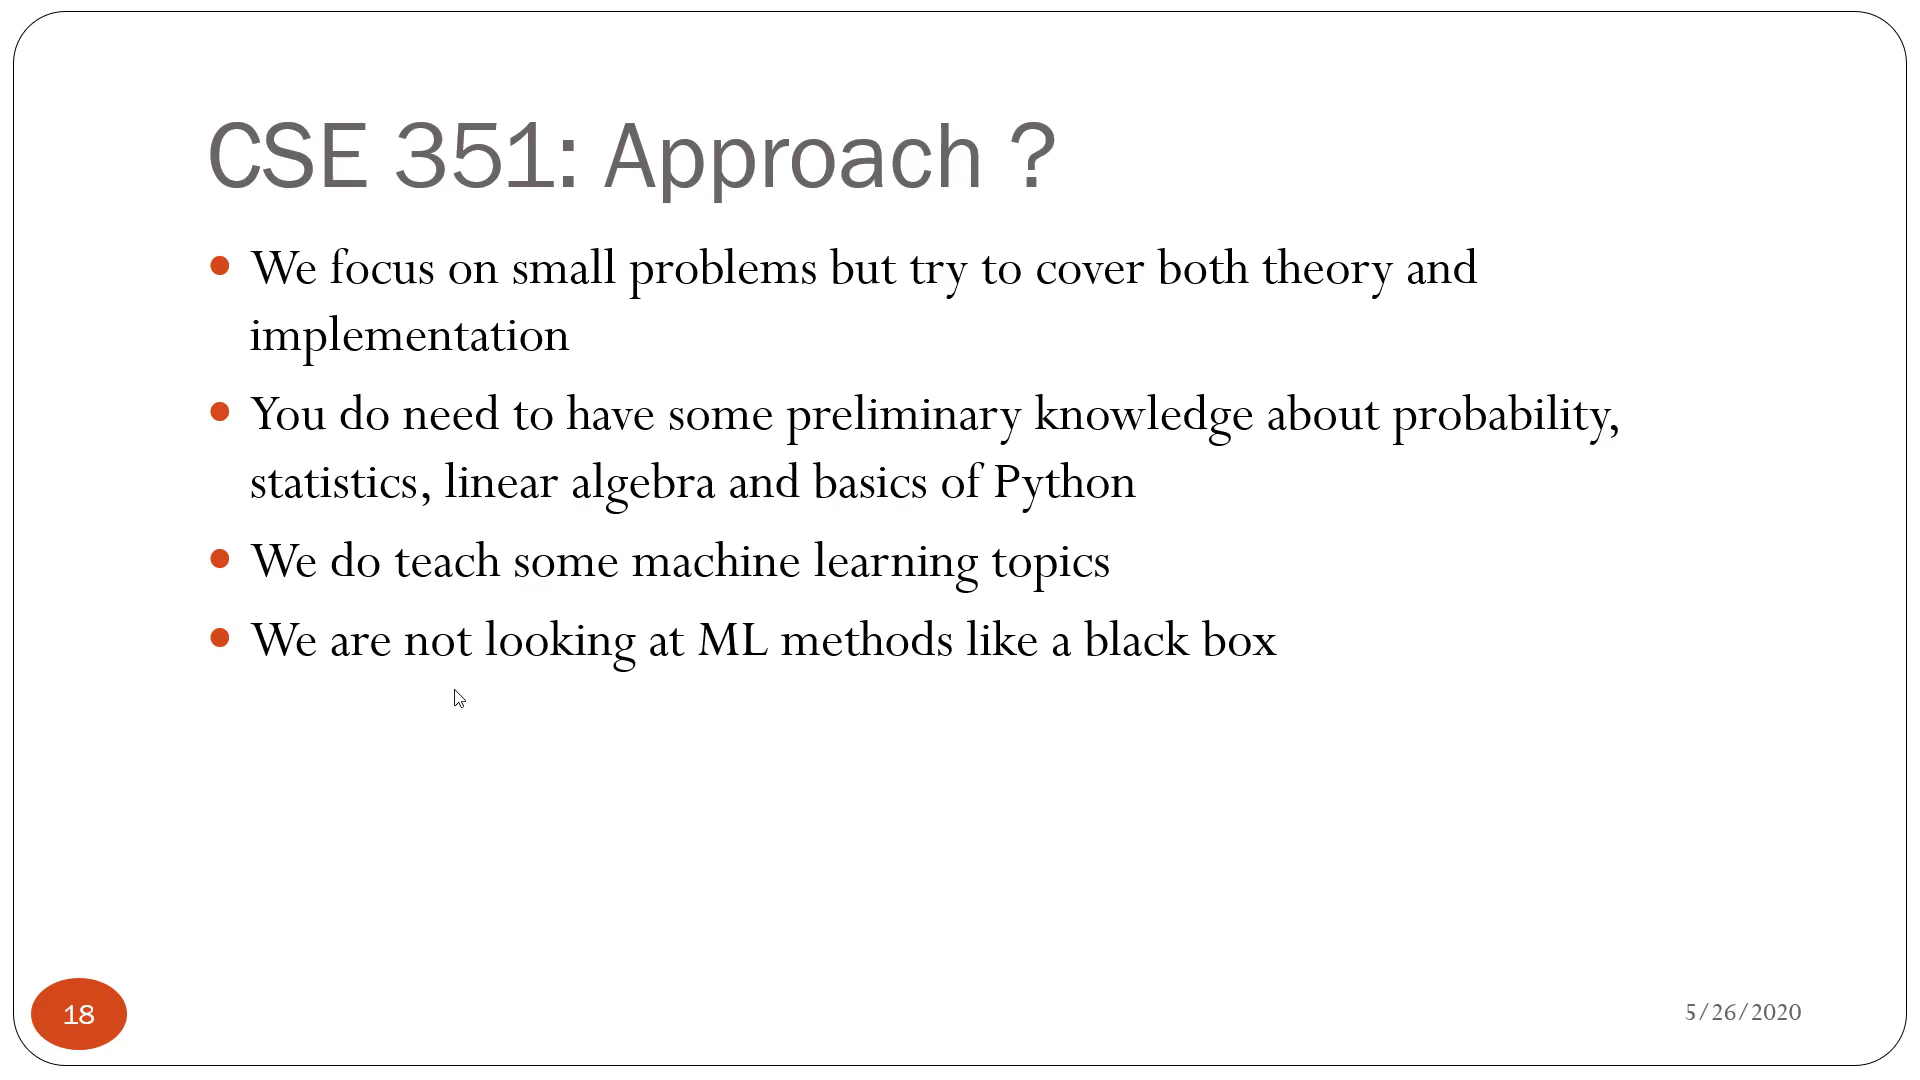 CSE 351: Approach ?
• We focus on small problems but try to cover both theory and
implementation
• You do need to have some preliminary knowledge about probability,
statistics, linear algebra and basics of Python
• We do teach some machine learning topics
• We are not looking at ML methods like a black box
18
5/26/2020